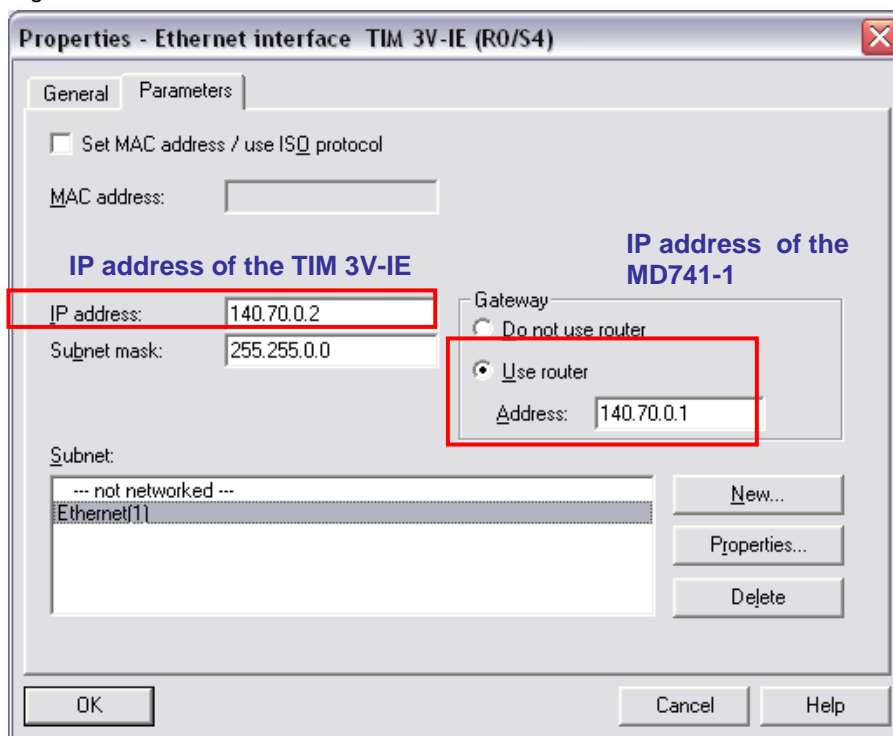 Properties - Ethernet interface TIM 3V-IE (R0/S4)
General
Parameters
Set MAC address / use ISO protocol
MAC address:
IP address of the TIM 3V-IE
IP address of the
MD741-1
IP address:
140.70.0.2
Subnet mask:
255.255.0.0
Gateway
Do not use router
Use router
Address:
140.70.0.1
Subnet:
--- not networked ---
Ethernet(1)
New...
Properties...
Delete
OK
Cancel
Help